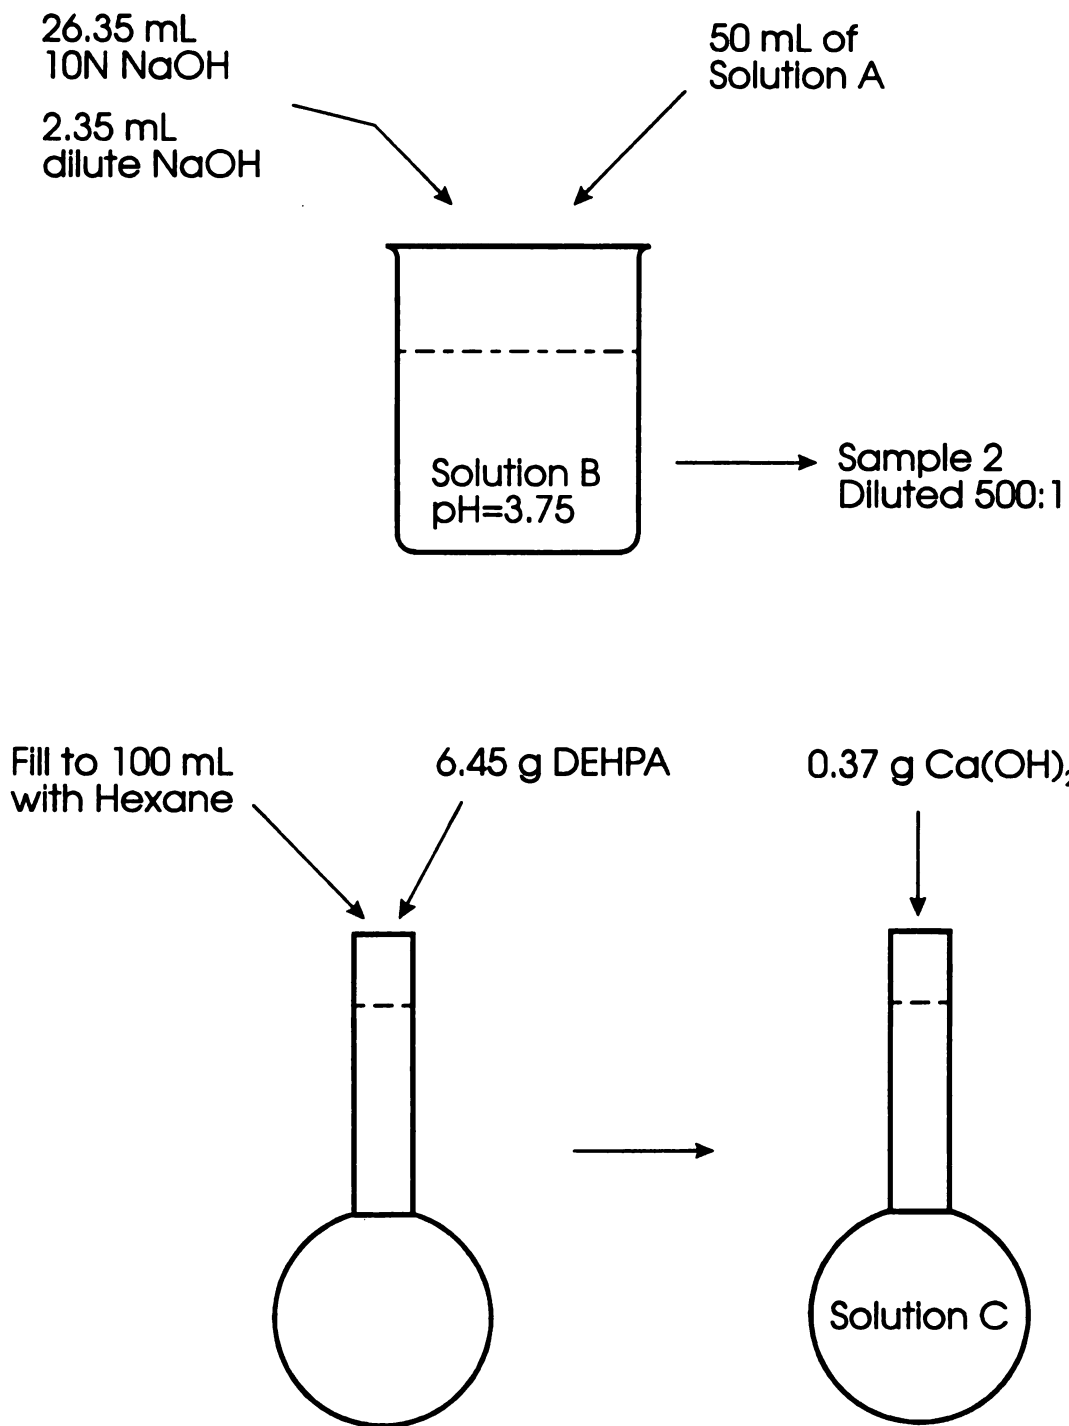 26.35 mL
10N NaOH
2.35 mL
dilute NaOH
50 mL of
Solution A
Solution B
pH=3.75
Sample 2
Diluted 500:1
Fill to 100 mL
with Hexane
6.45 g DEHPA
0.37 g Ca(OH)₂
Solution C